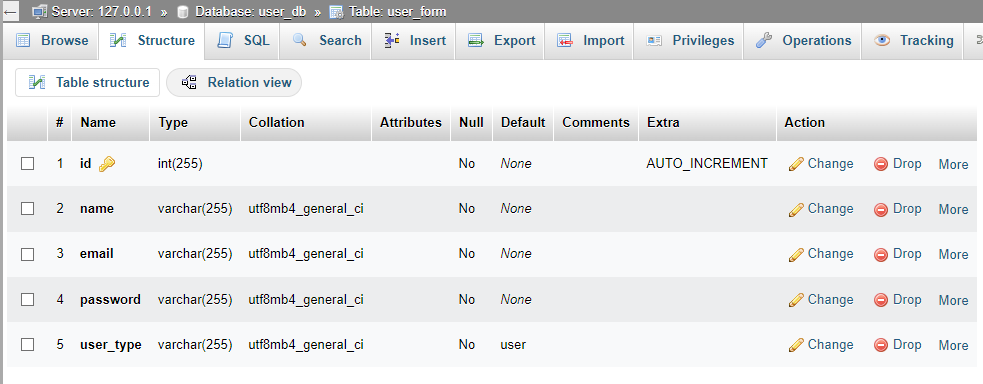 Server: 127.0.0.1 » Database: user_db » Table: user_form
Browse Structure SQL Search Insert Export Import Privileges Operations Tracking
Table structure Relation view
# Name Type Collation Attributes Null Default Comments Extra Action
1 id int(255) No None AUTO_INCREMENT Change Drop More
2 name varchar(255) utf8mb4_general_ci No None Change Drop More
3 email varchar(255) utf8mb4_general_ci No None Change Drop More
4 password varchar(255) utf8mb4_general_ci No None Change Drop More
5 user_type varchar(255) utf8mb4_general_ci No user Change Drop More